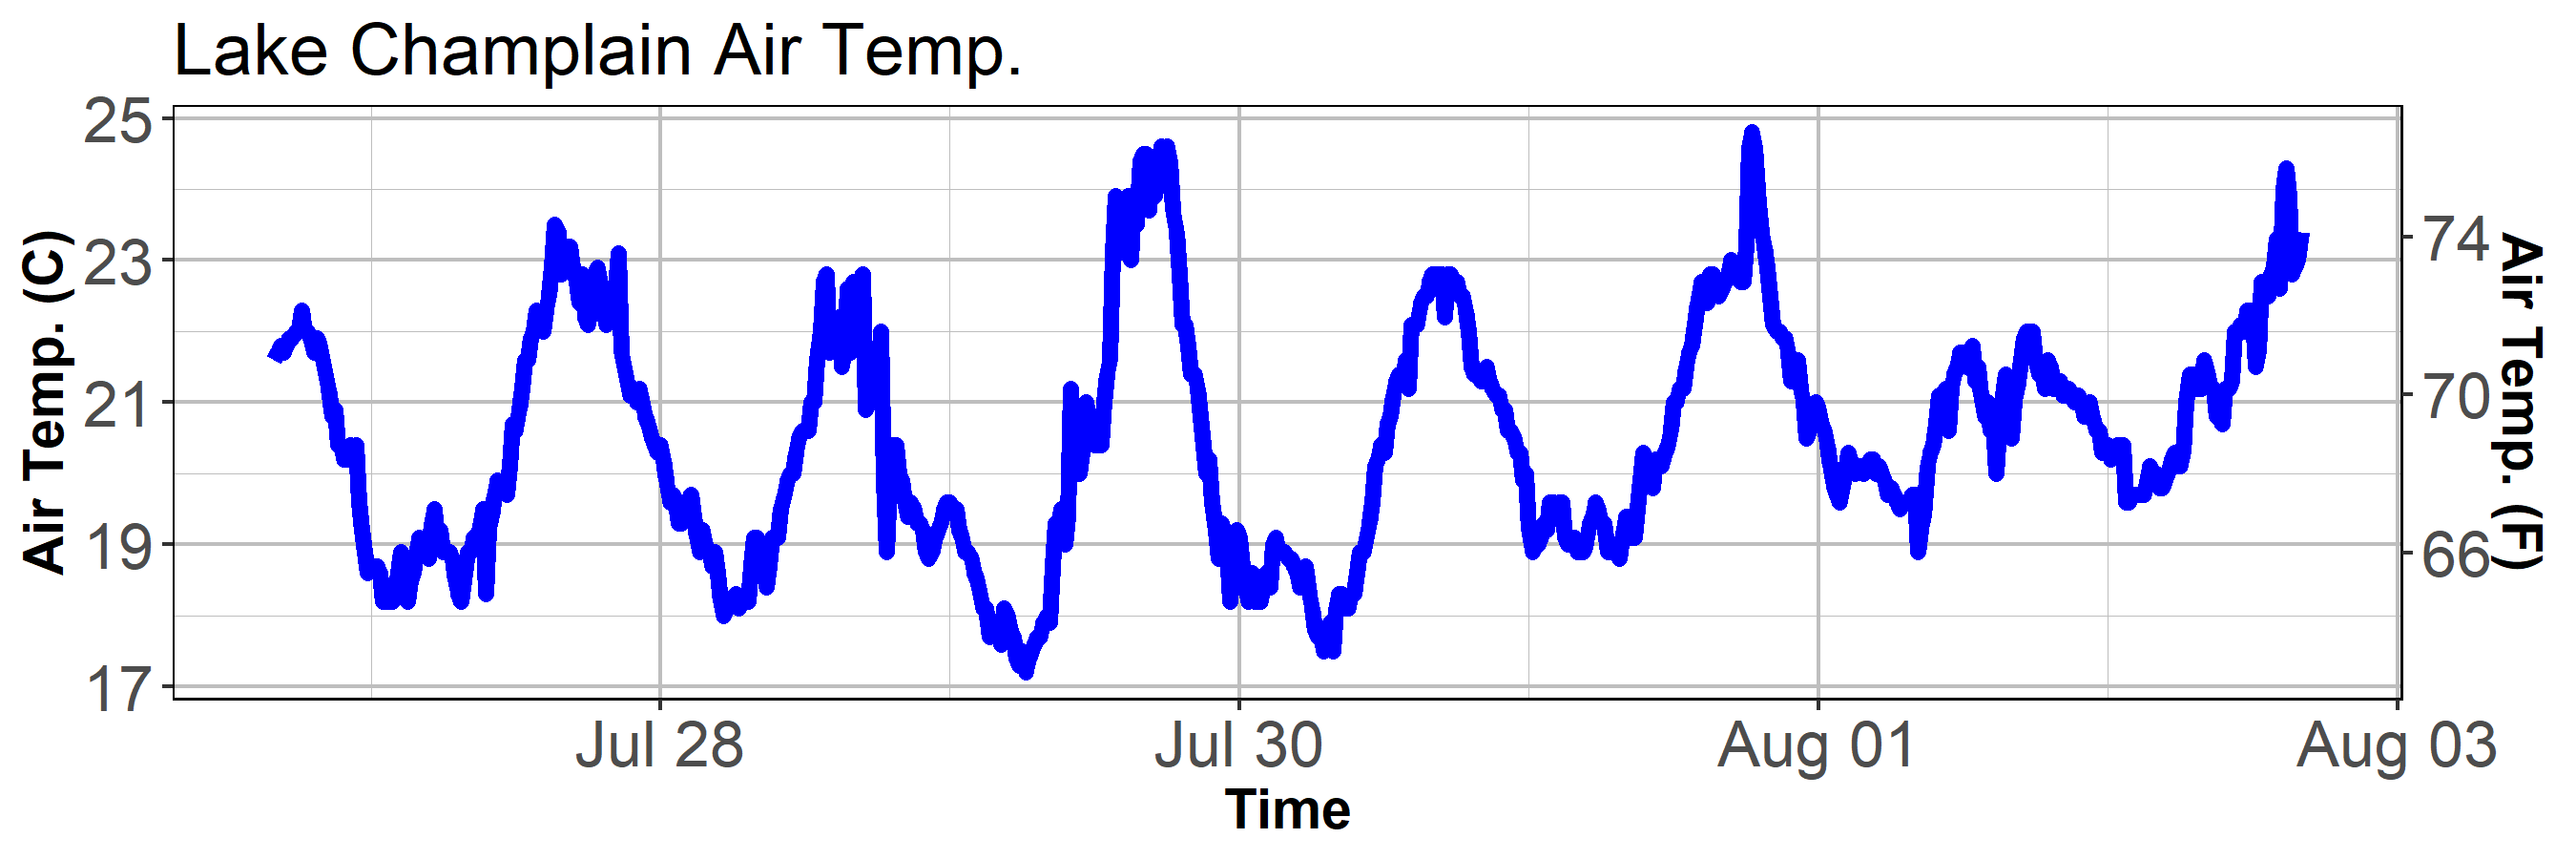 Lake Champlain Air Temp.
25
23
21
19
17
Air Temp. (C)
74
70
66
Air Temp. (F)
Jul 28
Jul 30
Aug 01
Aug 03
Time